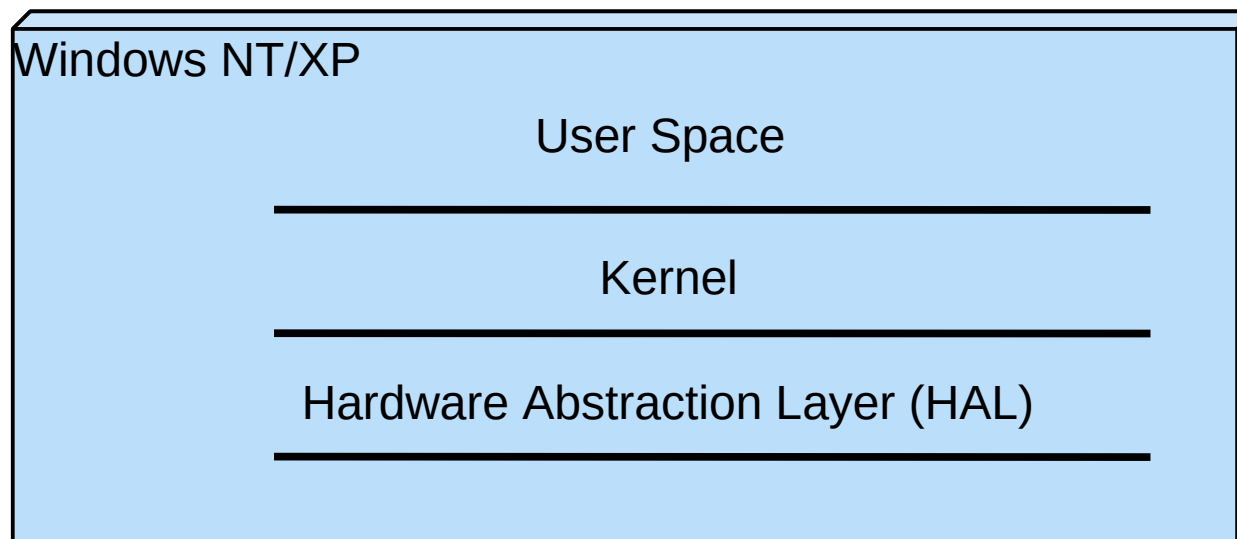 Windows NT/XP
User Space
Kernel
Hardware Abstraction Layer (HAL)